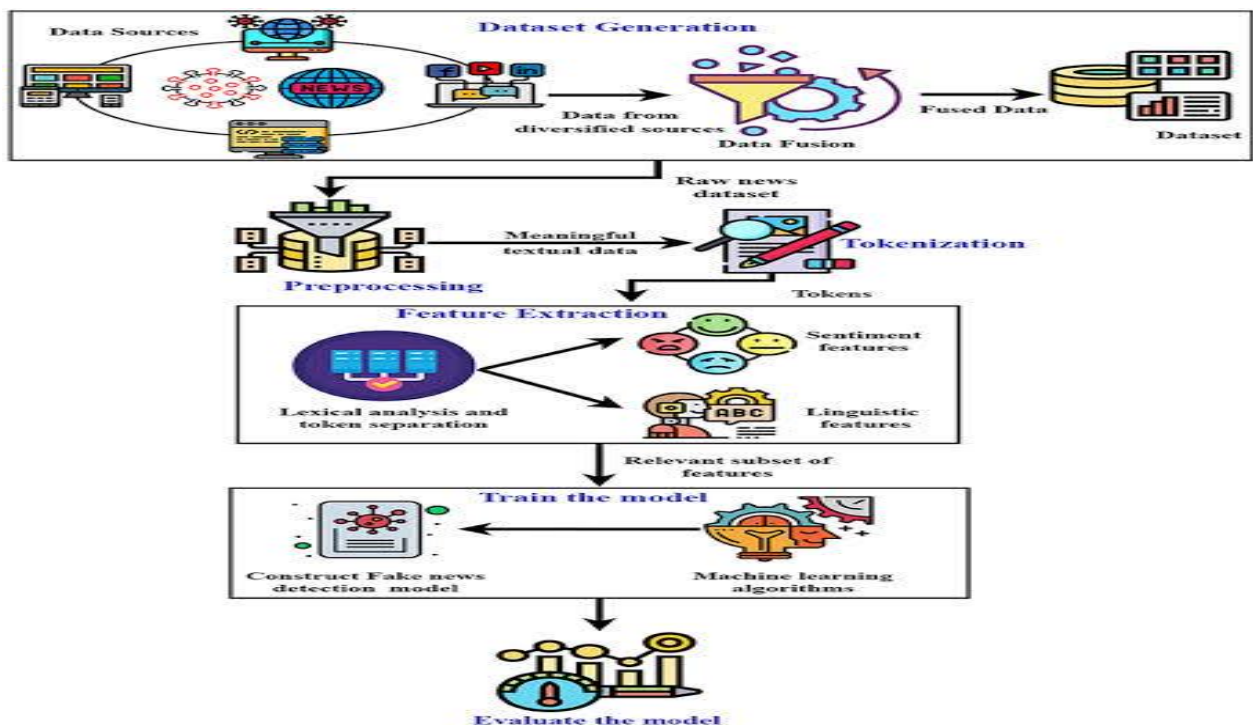 Dataset Generation
Data Sources
NEWS
Data from
diversified sources
Data Fusion
Fused Data
Dataset
Raw news
dataset
Preprocessing
Meaningful
textual data
Tokenization
Tokens
Feature Extraction
Lexical analysis and
token separation
Sentiment
features
ABC
Linguistic
features
Relevant subset of
features
Train the model
Construct Fake news
detection model
Machine learning
algorithms
Evaluate the model